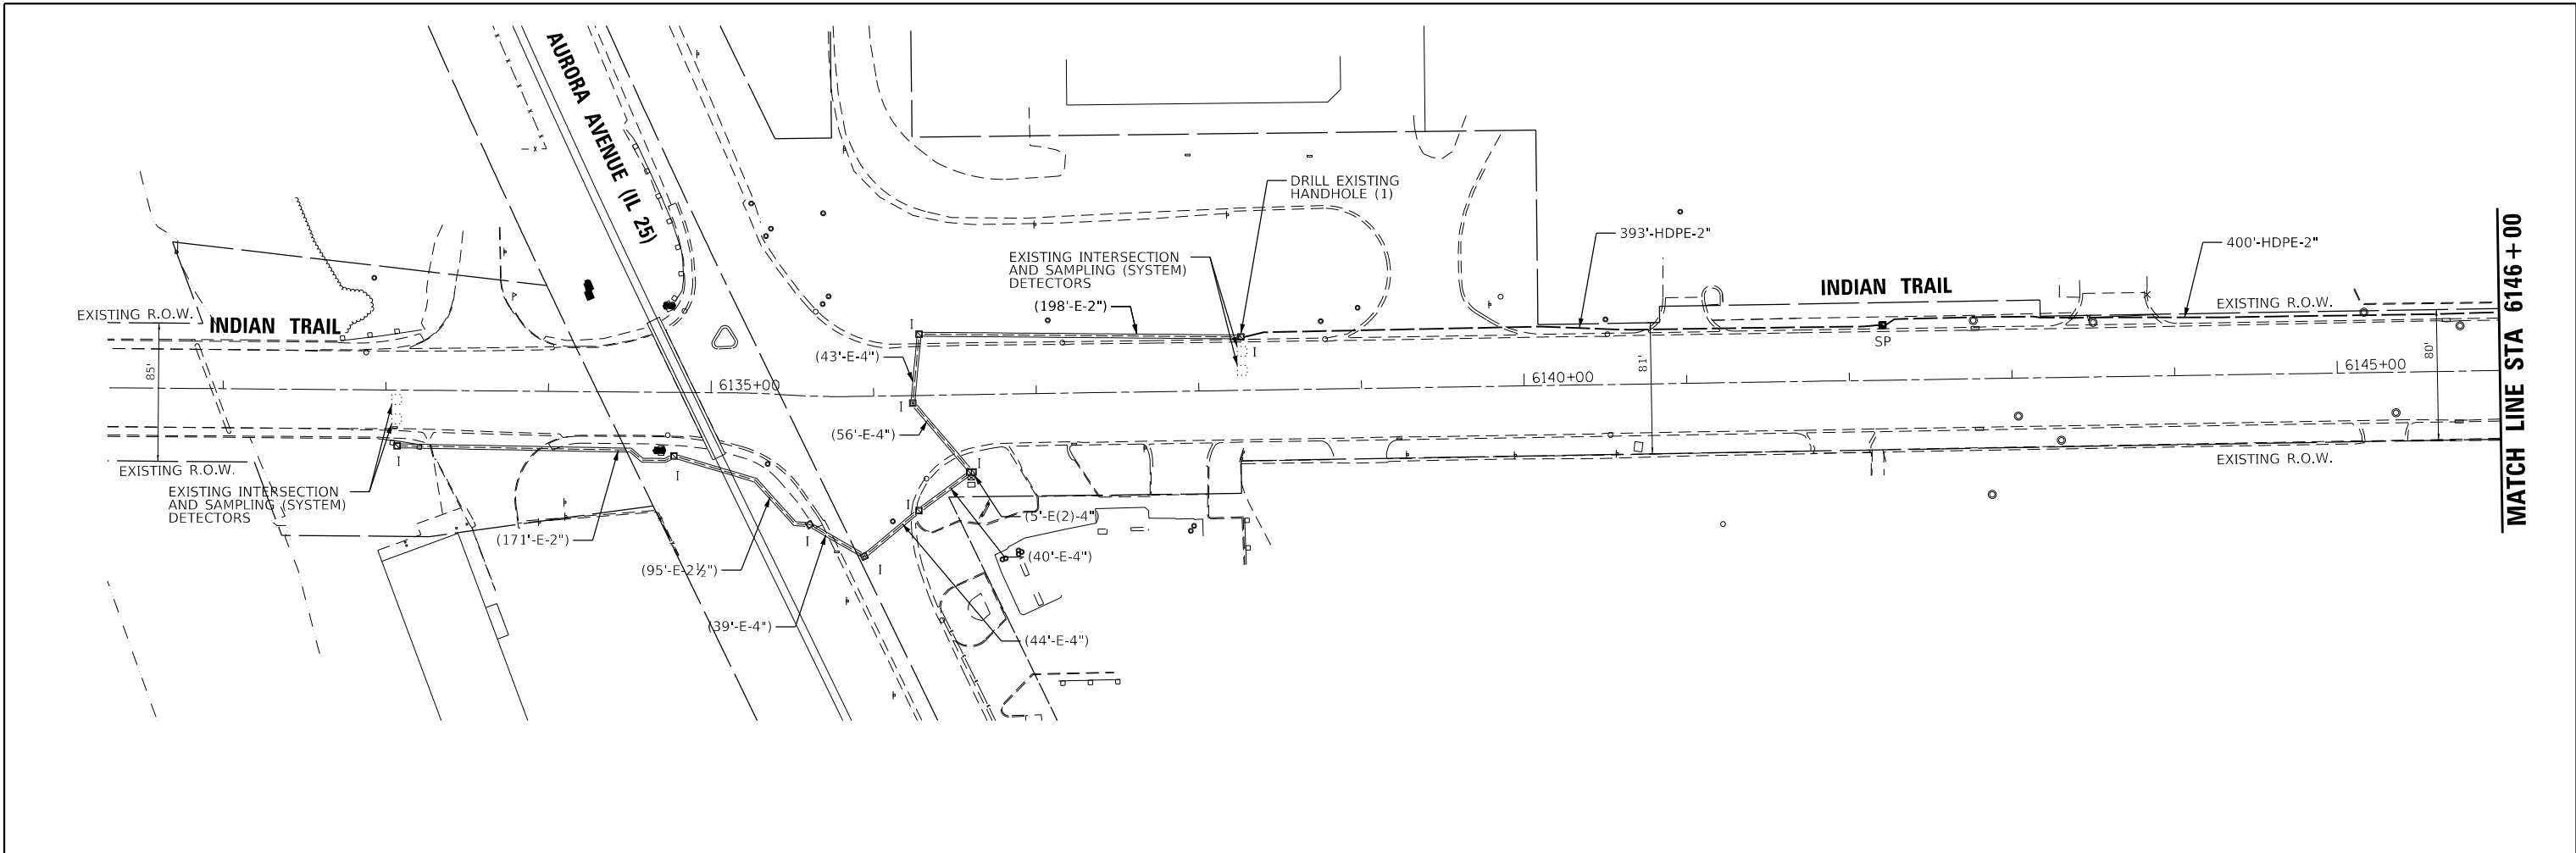 AURORA AVENUE (IL 25)
DRILL EXISTING
HANDHOLE (1)
393'-HDPE-2"
400'-HDPE-2"
EXISTING INTERSECTION
AND SAMPLING (SYSTEM)
DETECTORS
(198'-E-2")
INDIAN TRAIL
EXISTING R.O.W.
MATCH LINE STA 6146+00
EXISTING R.O.W.
INDIAN TRAIL
I
I
SP
(43'-E-4")
85'
81'
80'
6135+00
6140+00
6145+00
I
(56'-E-4")
I
I
I
EXISTING R.O.W.
EXISTING R.O.W.
EXISTING INTERSECTION
AND SAMPLING (SYSTEM)
DETECTORS
I
(5'-E(2)-4"
(171'-E-2")
I
(40'-E-4")
(95'-E-2½")
I
(39'-E-4")
(44'-E-4")